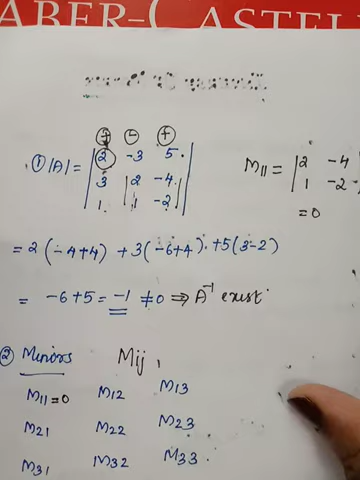 ABER-CASTEL
⊕ ⊖ ⊕
① |A| = | 2 -3 5 |
| 3 2 -4 |
| 1 1 -2 |
M11 = | 2 -4
1 -2
= 0
= 2(-4+4) +3(-6+4) +5(3-2)
= -6+5 = -1 ≠0 ⇒ A⁻¹ exist
② Minors Mij,
M11=0 M12 M13
M21 M22 M23
M31 M32 M33.